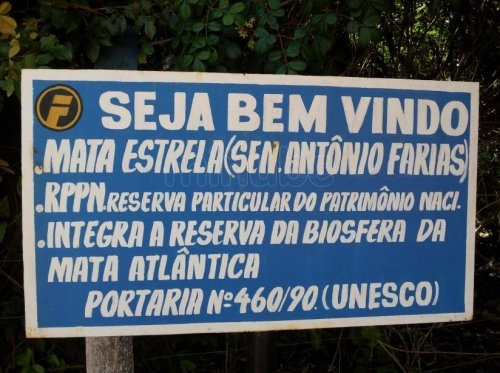 SEJA BEM VINDO
.MATA ESTRELA(SEN.ANTÔNIO FARIAS)
.RPPN.RESERVA PARTICULAR DO PATRIMÔNIO NACI.
.INTEGRA A RESERVA DA BIOSFERA DA
MATA ATLÂNTICA
PORTARIA Nº460/90.(UNESCO)